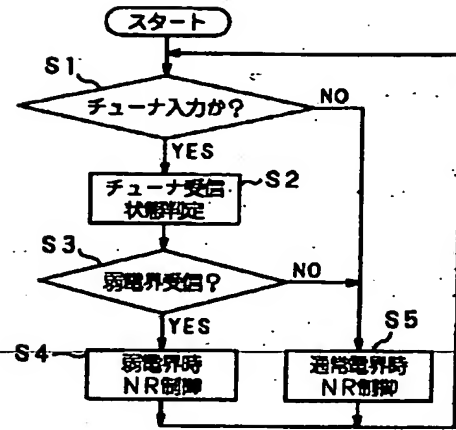 スタート
S1
チューナ入力か?
NO
YES
S2
チューナ受信
状態判定
S3
弱電界受信?
NO
YES
S4
弱電界時
NR制御
S5
通常電界時
NR制御